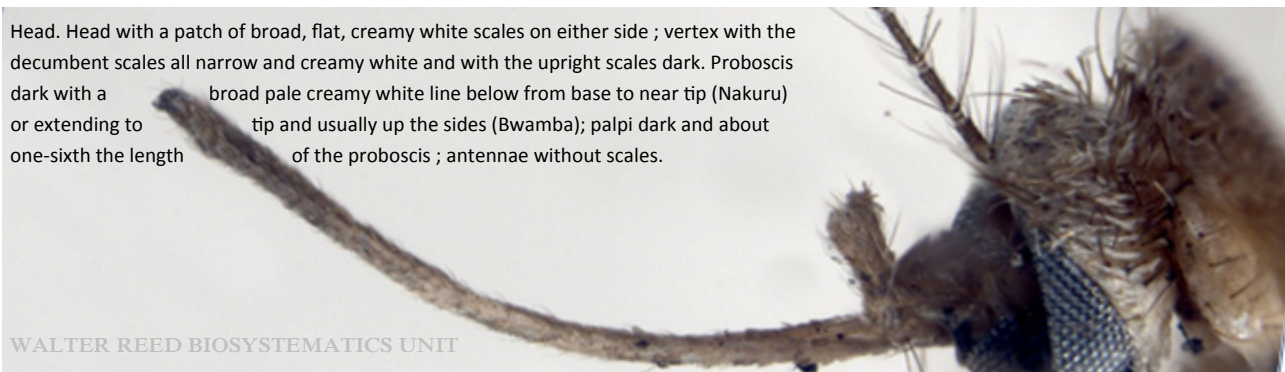 Head. Head with a patch of broad, flat, creamy white scales on either side ; vertex with the
decumbent scales all narrow and creamy white and with the upright scales dark. Proboscis
dark with a broad pale creamy white line below from base to near tip (Nakuru)
or extending to tip and usually up the sides (Bwamba); palpi dark and about
one-sixth the length of the proboscis ; antennae without scales.
WALTER REED BIOSYSTEMATICS UNIT